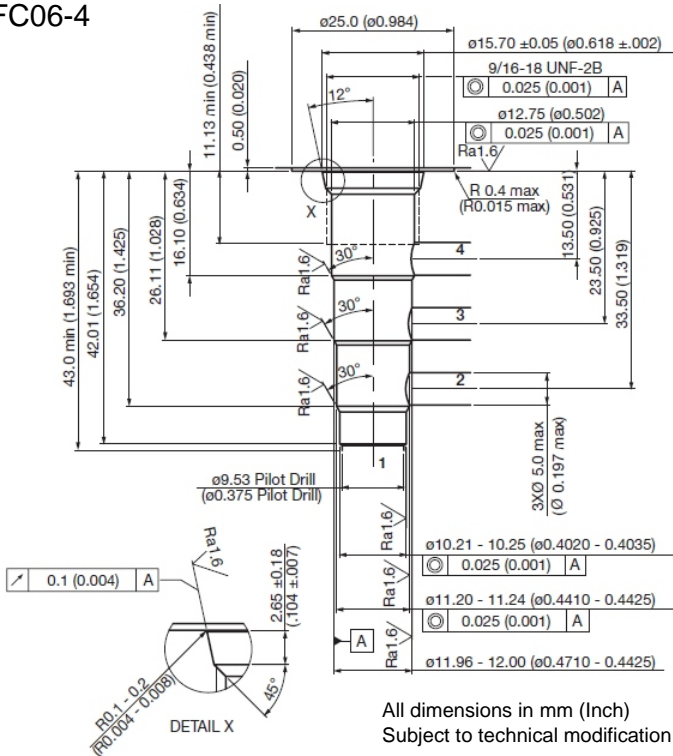 FC06-4
ø25.0 (ø0.984)
ø15.70 ±0.05 (ø0.618 ±.002)
9/16-18 UNF-2B
0.025 (0.001) A
ø12.75 (ø0.502)
0.025 (0.001) A
12°
Ra1.6
11.13 min (0.438 min)
0.50 (0.020)
X
R 0.4 max
(R0.015 max)
43.0 min (1.693 min)
42.01 (1.654)
36.20 (1.425)
26.11 (1.028)
16.10 (0.634)
13.50 (0.531)
23.50 (0.925)
33.50 (1.319)
Ra1.6
30°
4
Ra1.6
30°
3
Ra1.6
30°
2
1
3XØ 5.0 max
(Ø 0.197 max)
ø9.53 Pilot Drill
(ø0.375 Pilot Drill)
Ra1.6
ø10.21 - 10.25 (ø0.4020 - 0.4035)
0.025 (0.001) A
Ra1.6
ø11.20 - 11.24 (ø0.4410 - 0.4425)
0.025 (0.001) A
A
Ra1.6
ø11.96 - 12.00 (ø0.4710 - 0.4425)
Ra1.6
0.1 (0.004) A
2.65 ±0.18
(.104 ±.007)
R0.1 - 0.2
(R0.004 - 0.008)
45°
DETAIL X
All dimensions in mm (Inch)
Subject to technical modification